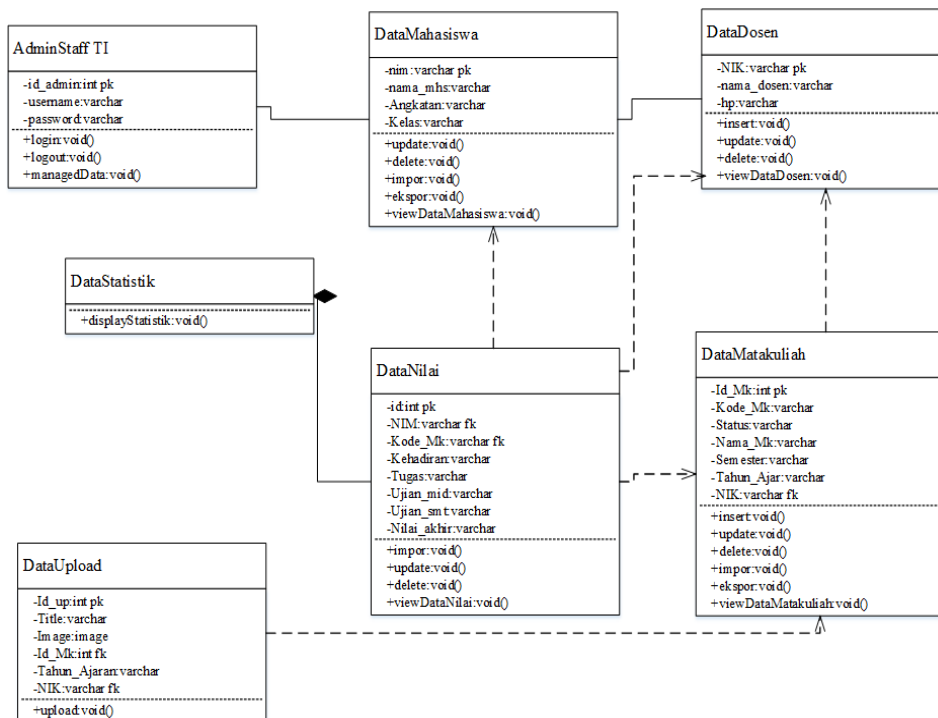 AdminStaff TI
-id_admin:int pk
-username:varchar
-password:varchar
+login:void()
+logout:void()
+managedData:void()
DataMahasiswa
-nim:varchar pk
-nama_mhs:varchar
-Angkatan:varchar
-Kelas:varchar
+update:void()
+delete:void()
+impor:void()
+ekspor:void()
+viewDataMahasiswa:void()
DataDosen
-NIK:varchar pk
-nama_dosen:varchar
-hp:varchar
+insert:void()
+update:void()
+delete:void()
+viewDataDosen:void()
DataStatistik
+displayStatistik:void()
DataNilai
-id:int pk
-NIM:varchar fk
-Kode_Mk:varchar fk
-Kehadiran:varchar
-Tugas:varchar
-Ujian_mid:varchar
-Ujian_smt:varchar
-Nilai_akhir:varchar
+impor:void()
+update:void()
+delete:void()
+viewDataNilai:void()
DataMatakuliah
-Id_Mk:int pk
-Kode_Mk:varchar
-Status:varchar
-Nama_Mk:varchar
-Semester:varchar
-Tahun_Ajar:varchar
-NIK:varchar fk
+insert:void()
+update:void()
+delete:void()
+impor:void()
+ekspor:void()
+viewDataMatakuliah:void()
DataUpload
-Id_up:int pk
-Title:varchar
-Image:image
-Id_Mk:int fk
-Tahun_Ajaran:varchar
-NIK:varchar fk
+upload:void()